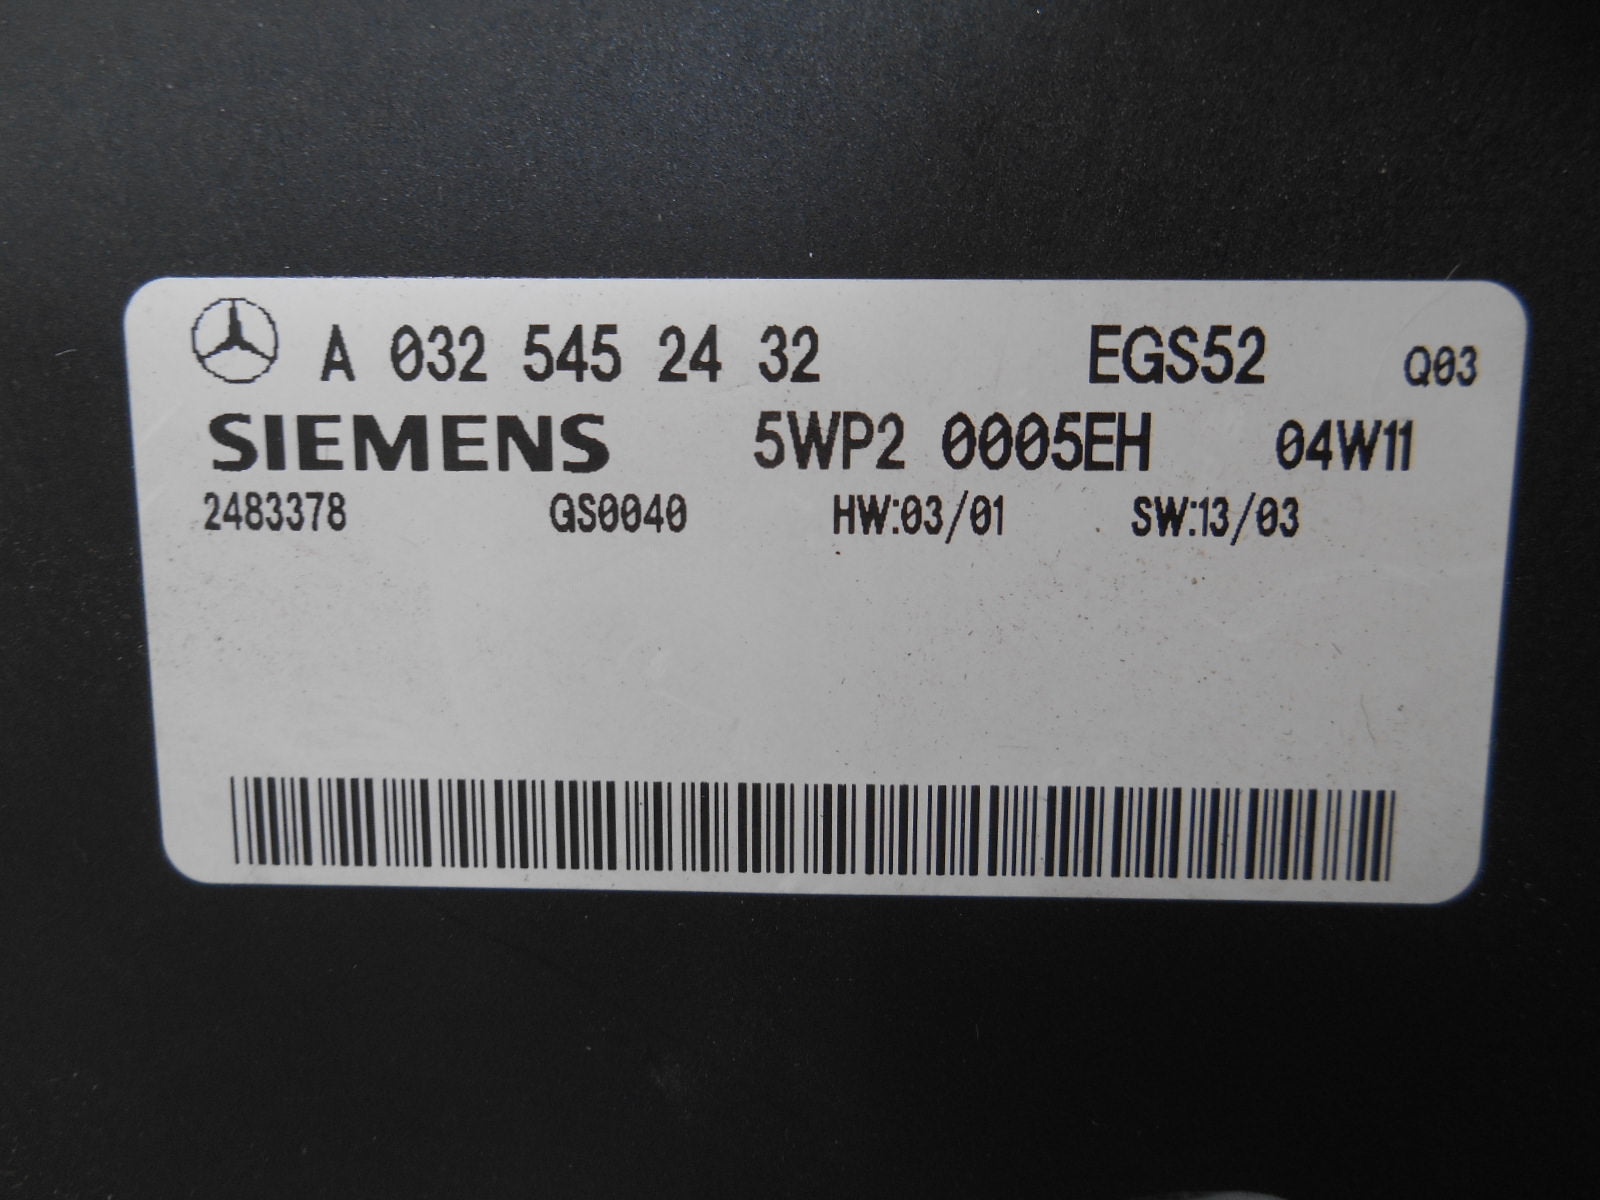 A 032 545 24 32 EGS52 Q03
SIEMENS 5WP2 0005EH 04W11
2483378 GS0040 HW:03/01 SW:13/03